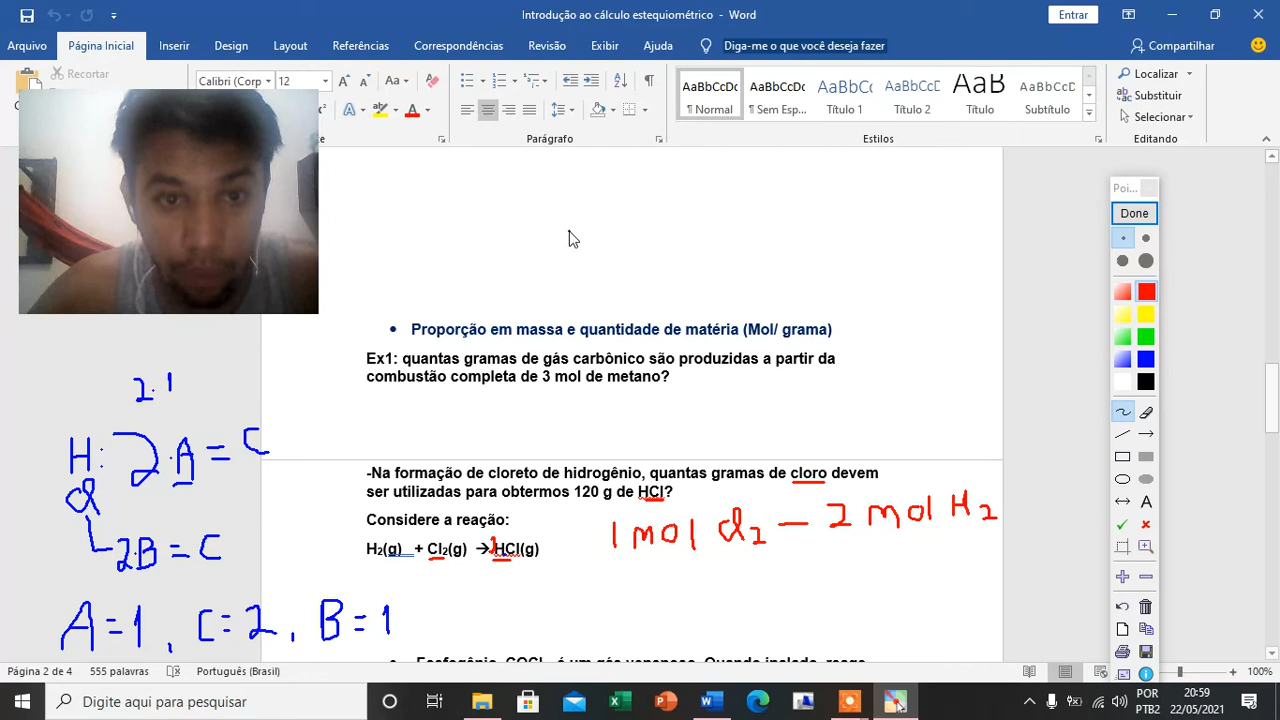 Introdução ao cálculo estequiométrico - Word
Entrar
Arquivo Página Inicial Inserir Design Layout Referências Correspondências Revisão Exibir Ajuda Diga-me o que você deseja fazer Compartilhar
Recortar
Calibri (Corp 12 Aa
AaBbCcDc AaBbCcDc AaBbCcD AaBbCcD AaB AaBbCcD
¶ Normal ¶ Sem Esp... Título 1 Título 2 Título Subtítulo
Localizar
Substituir
Selecionar
Parágrafo Estilos Editando
Poi...
Done
• Proporção em massa e quantidade de matéria (Mol/ grama)
Ex1: quantas gramas de gás carbônico são produzidas a partir da
combustão completa de 3 mol de metano?
2.1
H: 2.A = C
Cl
2B = C
A=1, C=2, B=1
-Na formação de cloreto de hidrogênio, quantas gramas de cloro devem
ser utilizadas para obtermos 120 g de HCl?
Considere a reação:
1 mol Cl2 – 2 mol H2
H₂(g) + Cl₂(g) → HCl(g)
Página 2 de 4 555 palavras Português (Brasil) 100%
Digite aqui para pesquisar
POR
PTB2
20:59
22/05/2021